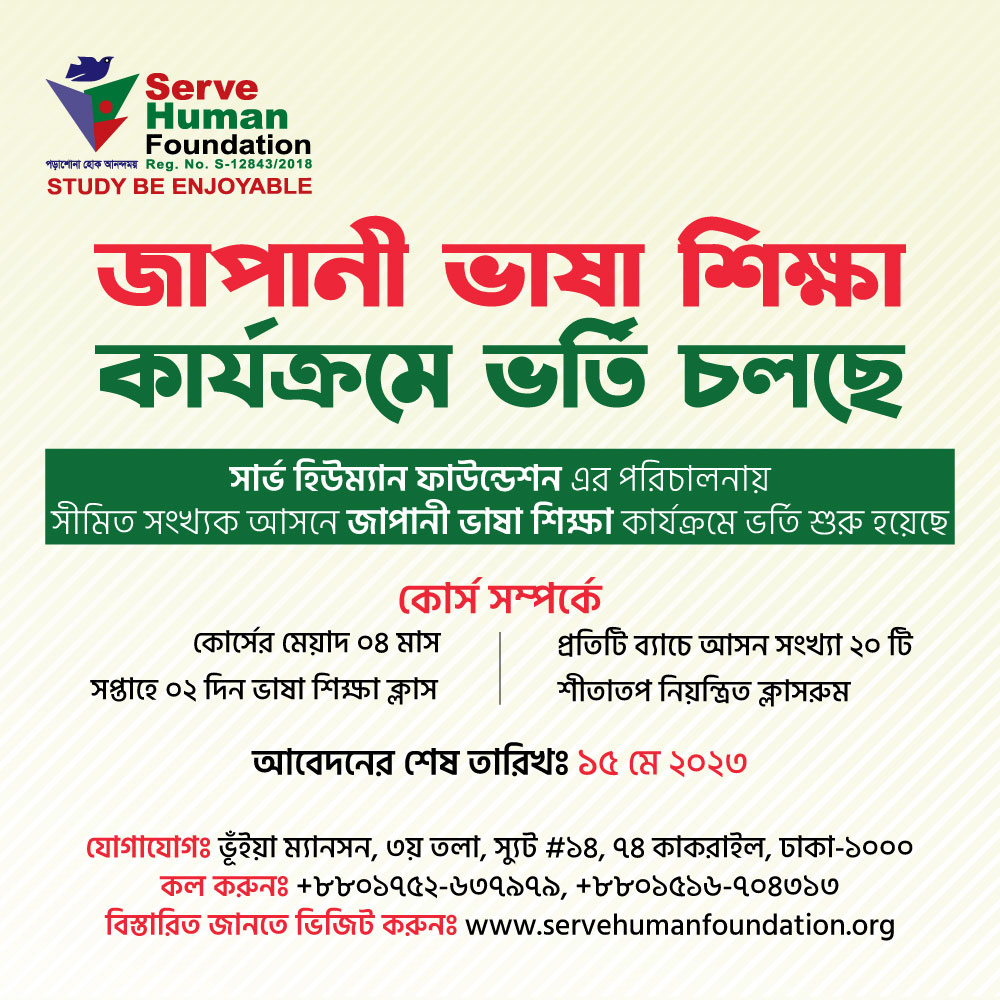 Serve
Human
Foundation
পড়াশোনা হোক আনন্দময় Reg. No. S-12843/2018
STUDY BE ENJOYABLE
জাপানী ভাষা শিক্ষা
কার্যক্রমে ভর্তি চলছে
সার্ভ হিউম্যান ফাউন্ডেশন এর পরিচালনায়
সীমিত সংখ্যক আসনে জাপানী ভাষা শিক্ষা কার্যক্রমে ভর্তি শুরু হয়েছে
কোর্স সম্পর্কে
কোর্সের মেয়াদ ০৪ মাস
সপ্তাহে ০২ দিন ভাষা শিক্ষা ক্লাস
প্রতিটি ব্যাচে আসন সংখ্যা ২০ টি
শীতাতপ নিয়ন্ত্রিত ক্লাসরুম
আবেদনের শেষ তারিখঃ ১৫ মে ২০২৩
যোগাযোগঃ ভূঁইয়া ম্যানসন, ৩য় তলা, স্যুট #১৪, ৭৪ কাকরাইল, ঢাকা-১০০০
কল করুনঃ +৮৮০১৭৫২-৬৩৭৯৭৯, +৮৮০১৫১৬-৭০৪৩১৩
বিস্তারিত জানতে ভিজিট করুনঃ www.servehumanfoundation.org